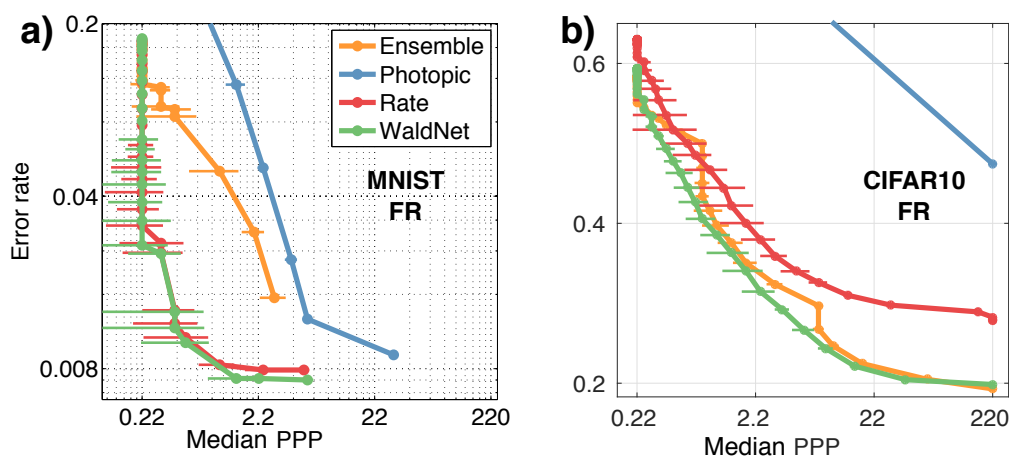 a)
0.2
0.04
0.008
Error rate
Ensemble
Photopic
Rate
WaldNet
MNIST
FR
0.22
2.2
22
220
Median PPP
b)
0.6
0.4
0.2
CIFAR10
FR
0.22
2.2
22
220
Median PPP